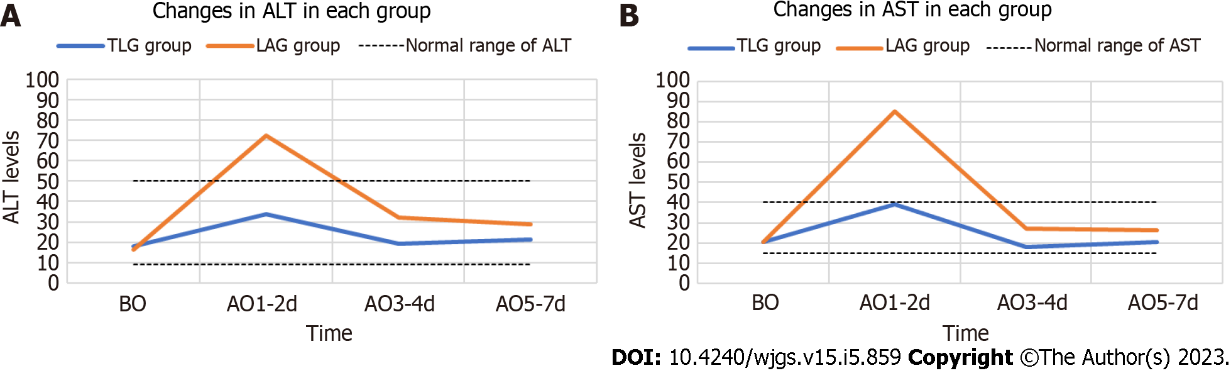 A
Changes in ALT in each group
TLG group LAG group Normal range of ALT
ALT levels
100
90
80
70
60
50
40
30
20
10
0
BO AO1-2d AO3-4d AO5-7d
Time
B
Changes in AST in each group
TLG group LAG group Normal range of AST
AST levels
100
90
80
70
60
50
40
30
20
10
0
BO AO1-2d AO3-4d AO5-7d
Time
DOI: 10.4240/wjgs.v15.i5.859 Copyright ©The Author(s) 2023.